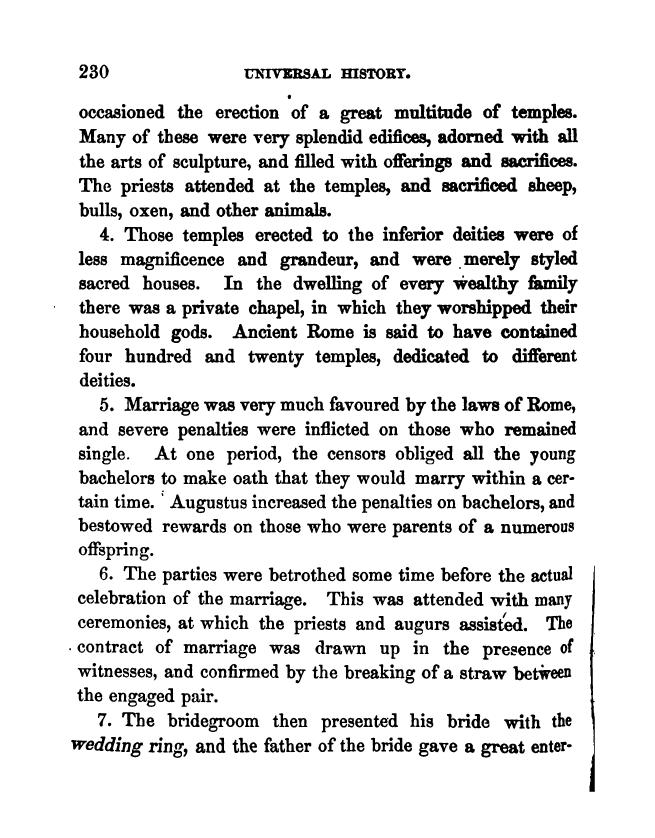 230 UNIVERSAL HISTORY.
occasioned the erection of a great multitude of temples.
Many of these were very splendid edifices, adorned with all
the arts of sculpture, and filled with offerings and sacrifices.
The priests attended at the temples, and sacrificed sheep,
bulls, oxen, and other animals.
4. Those temples erected to the inferior deities were of
less magnificence and grandeur, and were merely styled
sacred houses. In the dwelling of every wealthy family
there was a private chapel, in which they worshipped their
household gods. Ancient Rome is said to have contained
four hundred and twenty temples, dedicated to different
deities.
5. Marriage was very much favoured by the laws of Rome,
and severe penalties were inflicted on those who remained
single. At one period, the censors obliged all the young
bachelors to make oath that they would marry within a cer-
tain time. Augustus increased the penalties on bachelors, and
bestowed rewards on those who were parents of a numerous
offspring.
6. The parties were betrothed some time before the actual
celebration of the marriage. This was attended with many
ceremonies, at which the priests and augurs assisted. The
contract of marriage was drawn up in the presence of
witnesses, and confirmed by the breaking of a straw between
the engaged pair.
7. The bridegroom then presented his bride with the
wedding ring, and the father of the bride gave a great enter-